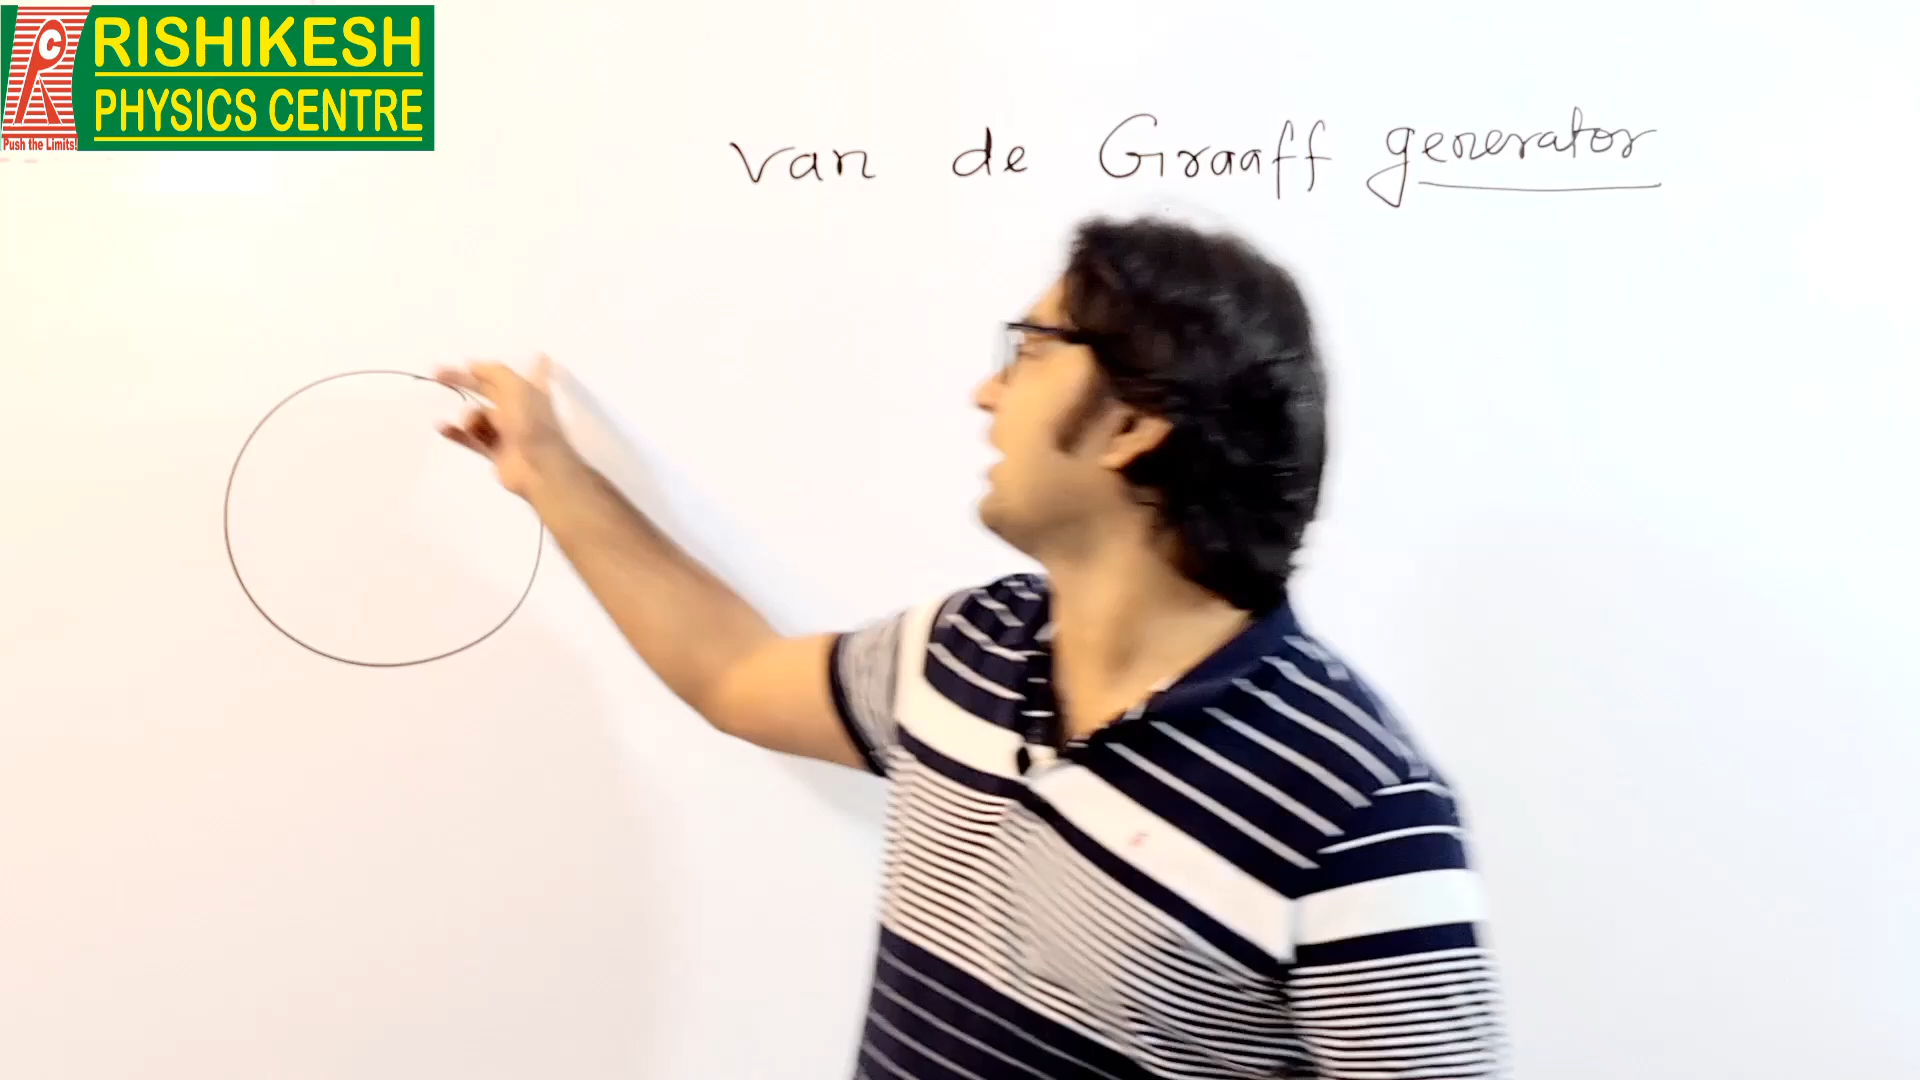 RISHIKESH
PHYSICS CENTRE
Push the Limits!
van de Graaff generator